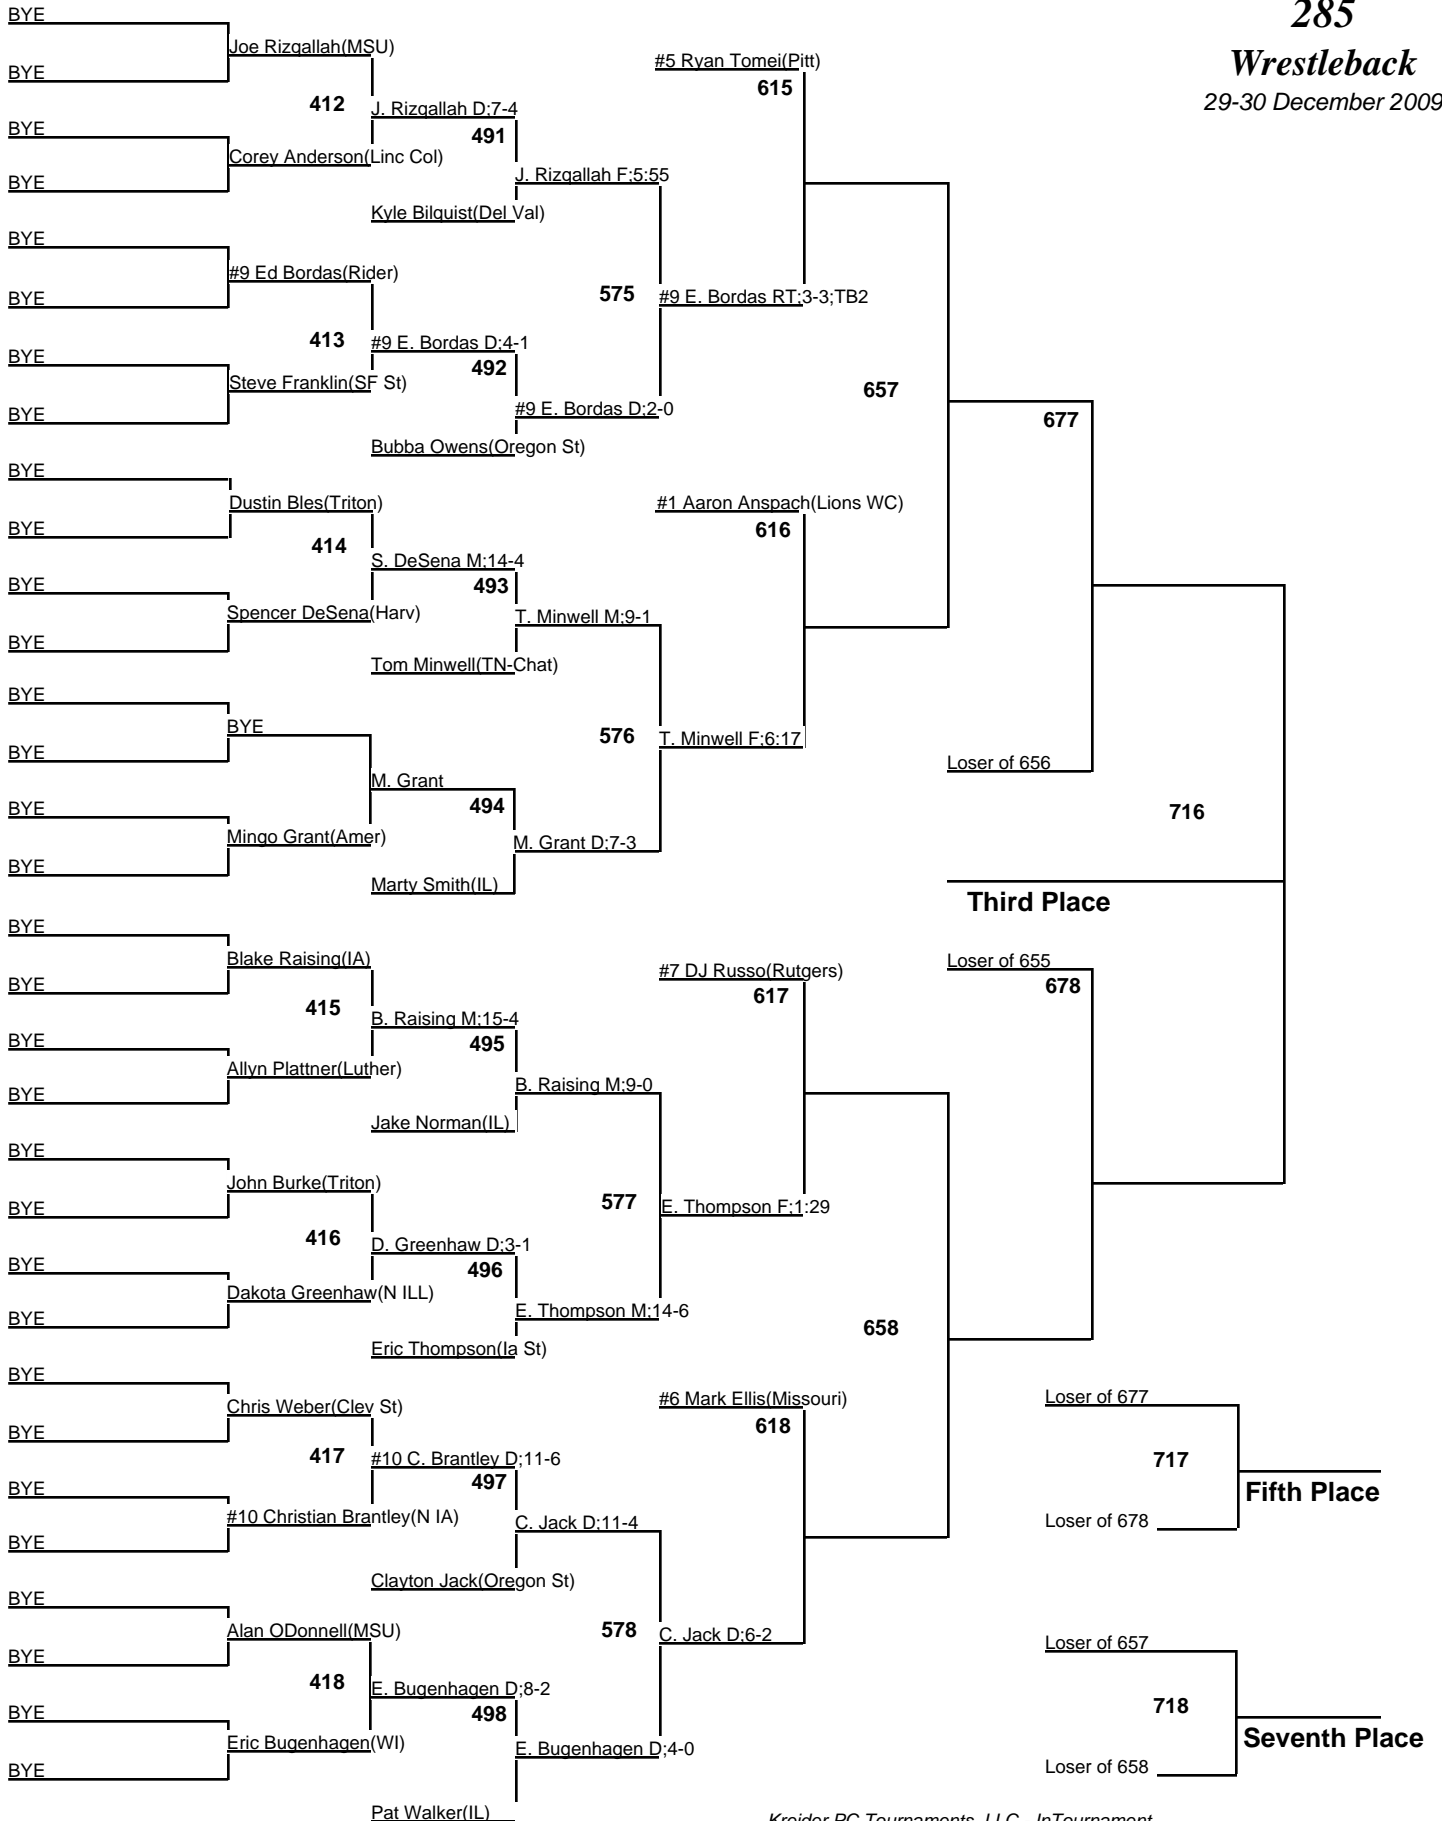 285
Wrestleback
29-30 December 2009
BYE
Joe Rizqallah(MSU)
#5 Ryan Tomei(Pitt)
BYE
615
412
J. Rizqallah D;7-4
BYE
491
Corey Anderson(Linc Col)
J. Rizqallah F;5:55
BYE
Kyle Bilquist(Del Val)
BYE
#9 Ed Bordas(Rider)
575
#9 E. Bordas RT;3-3;TB2
BYE
413
#9 E. Bordas D;4-1
BYE
492
Steve Franklin(SF St)
657
#9 E. Bordas D;2-0
BYE
677
Bubba Owens(Oregon St)
BYE
Dustin Bles(Triton)
#1 Aaron Anspach(Lions WC)
BYE
616
414
S. DeSena M;14-4
BYE
493
Spencer DeSena(Harv)
T. Minwell M;9-1
BYE
Tom Minwell(TN-Chat)
BYE
BYE
576
T. Minwell F;6:17
BYE
Loser of 656
M. Grant
BYE
494
716
Mingo Grant(Amer)
M. Grant D;7-3
BYE
Marty Smith(IL)
Third Place
BYE
Blake Raising(IA)
#7 DJ Russo(Rutgers)
Loser of 655
BYE
617
678
415
B. Raising M;15-4
BYE
495
Allyn Plattner(Luther)
B. Raising M;9-0
BYE
Jake Norman(IL)
BYE
John Burke(Triton)
577
E. Thompson F;1:29
BYE
416
D. Greenhaw D;3-1
BYE
496
Dakota Greenhaw(N ILL)
E. Thompson M;14-6
BYE
658
Eric Thompson(Ia St)
BYE
Chris Weber(Clev St)
#6 Mark Ellis(Missouri)
Loser of 677
BYE
618
417
#10 C. Brantley D;11-6
717
BYE
497
Fifth Place
#10 Christian Brantley(N IA)
C. Jack D;11-4
Loser of 678
BYE
Clayton Jack(Oregon St)
BYE
Alan ODonnell(MSU)
578
C. Jack D;6-2
Loser of 657
BYE
418
E. Bugenhagen D;8-2
718
BYE
498
Eric Bugenhagen(WI)
E. Bugenhagen D;4-0
Seventh Place
BYE
Loser of 658
Pat Walker(IL)
Kreider PC Tournaments, LLC - InTournament